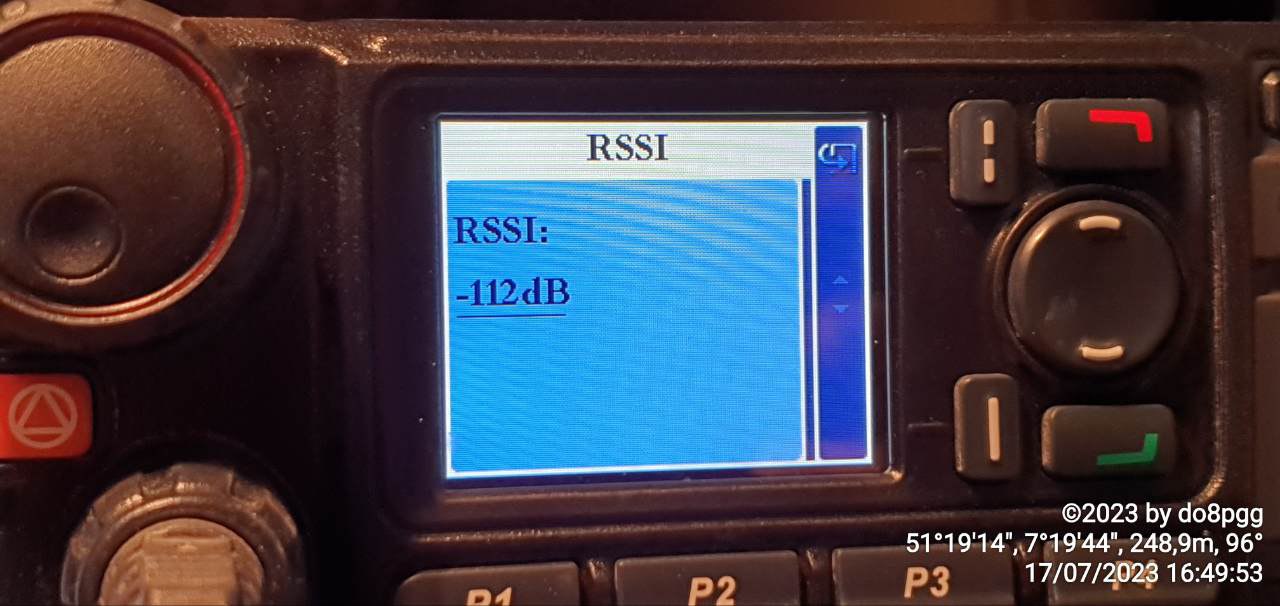 RSSI
RSSI:
-112dB
©2023 by do8pgg
51°19'14", 7°19'44", 248,9m, 96°
17/07/2023 16:49:53
P1
P2
P3
P4